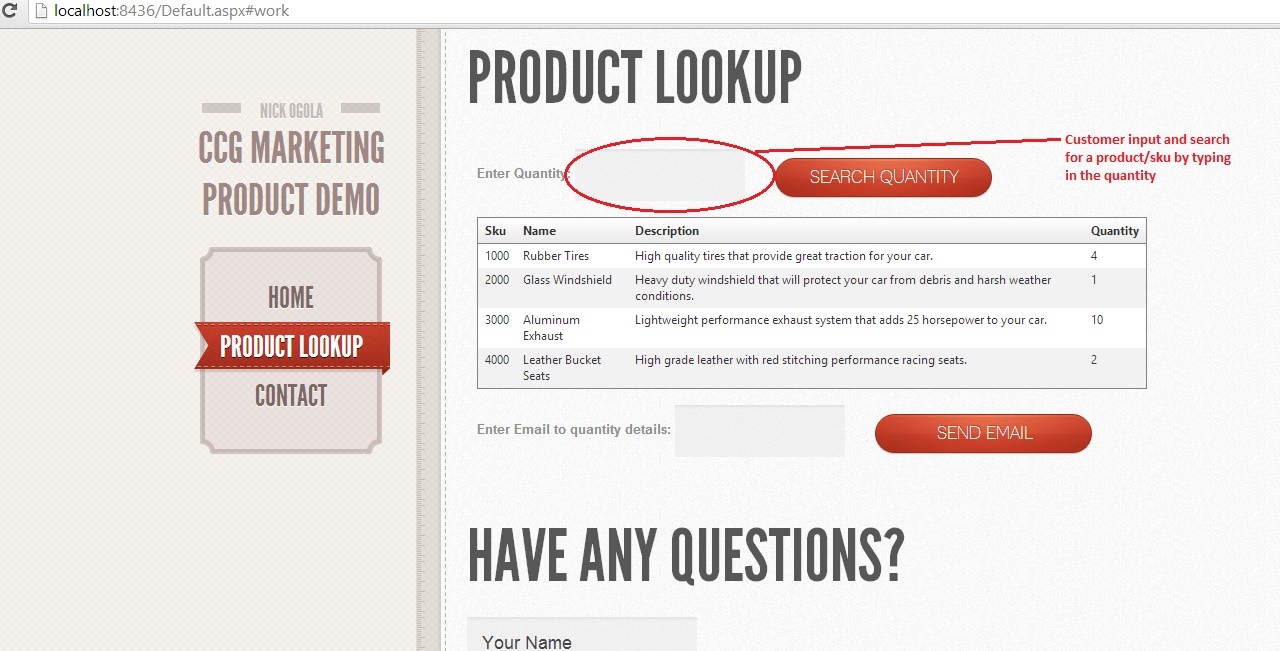 localhost:8436/Default.aspx#work
NICK OGOLA
CCG MARKETING
PRODUCT DEMO
HOME
PRODUCT LOOKUP
CONTACT
PRODUCT LOOKUP
Enter Quantity:
SEARCH QUANTITY
Customer input and search
for a product/sku by typing
in the quantity
Sku Name Description Quantity
1000 Rubber Tires High quality tires that provide great traction for your car. 4
2000 Glass Windshield Heavy duty windshield that will protect your car from debris and harsh weather 1
conditions.
3000 Aluminum Lightweight performance exhaust system that adds 25 horsepower to your car. 10
Exhaust
4000 Leather Bucket High grade leather with red stitching performance racing seats. 2
Seats
Enter Email to quantity details:
SEND EMAIL
HAVE ANY QUESTIONS?
Your Name